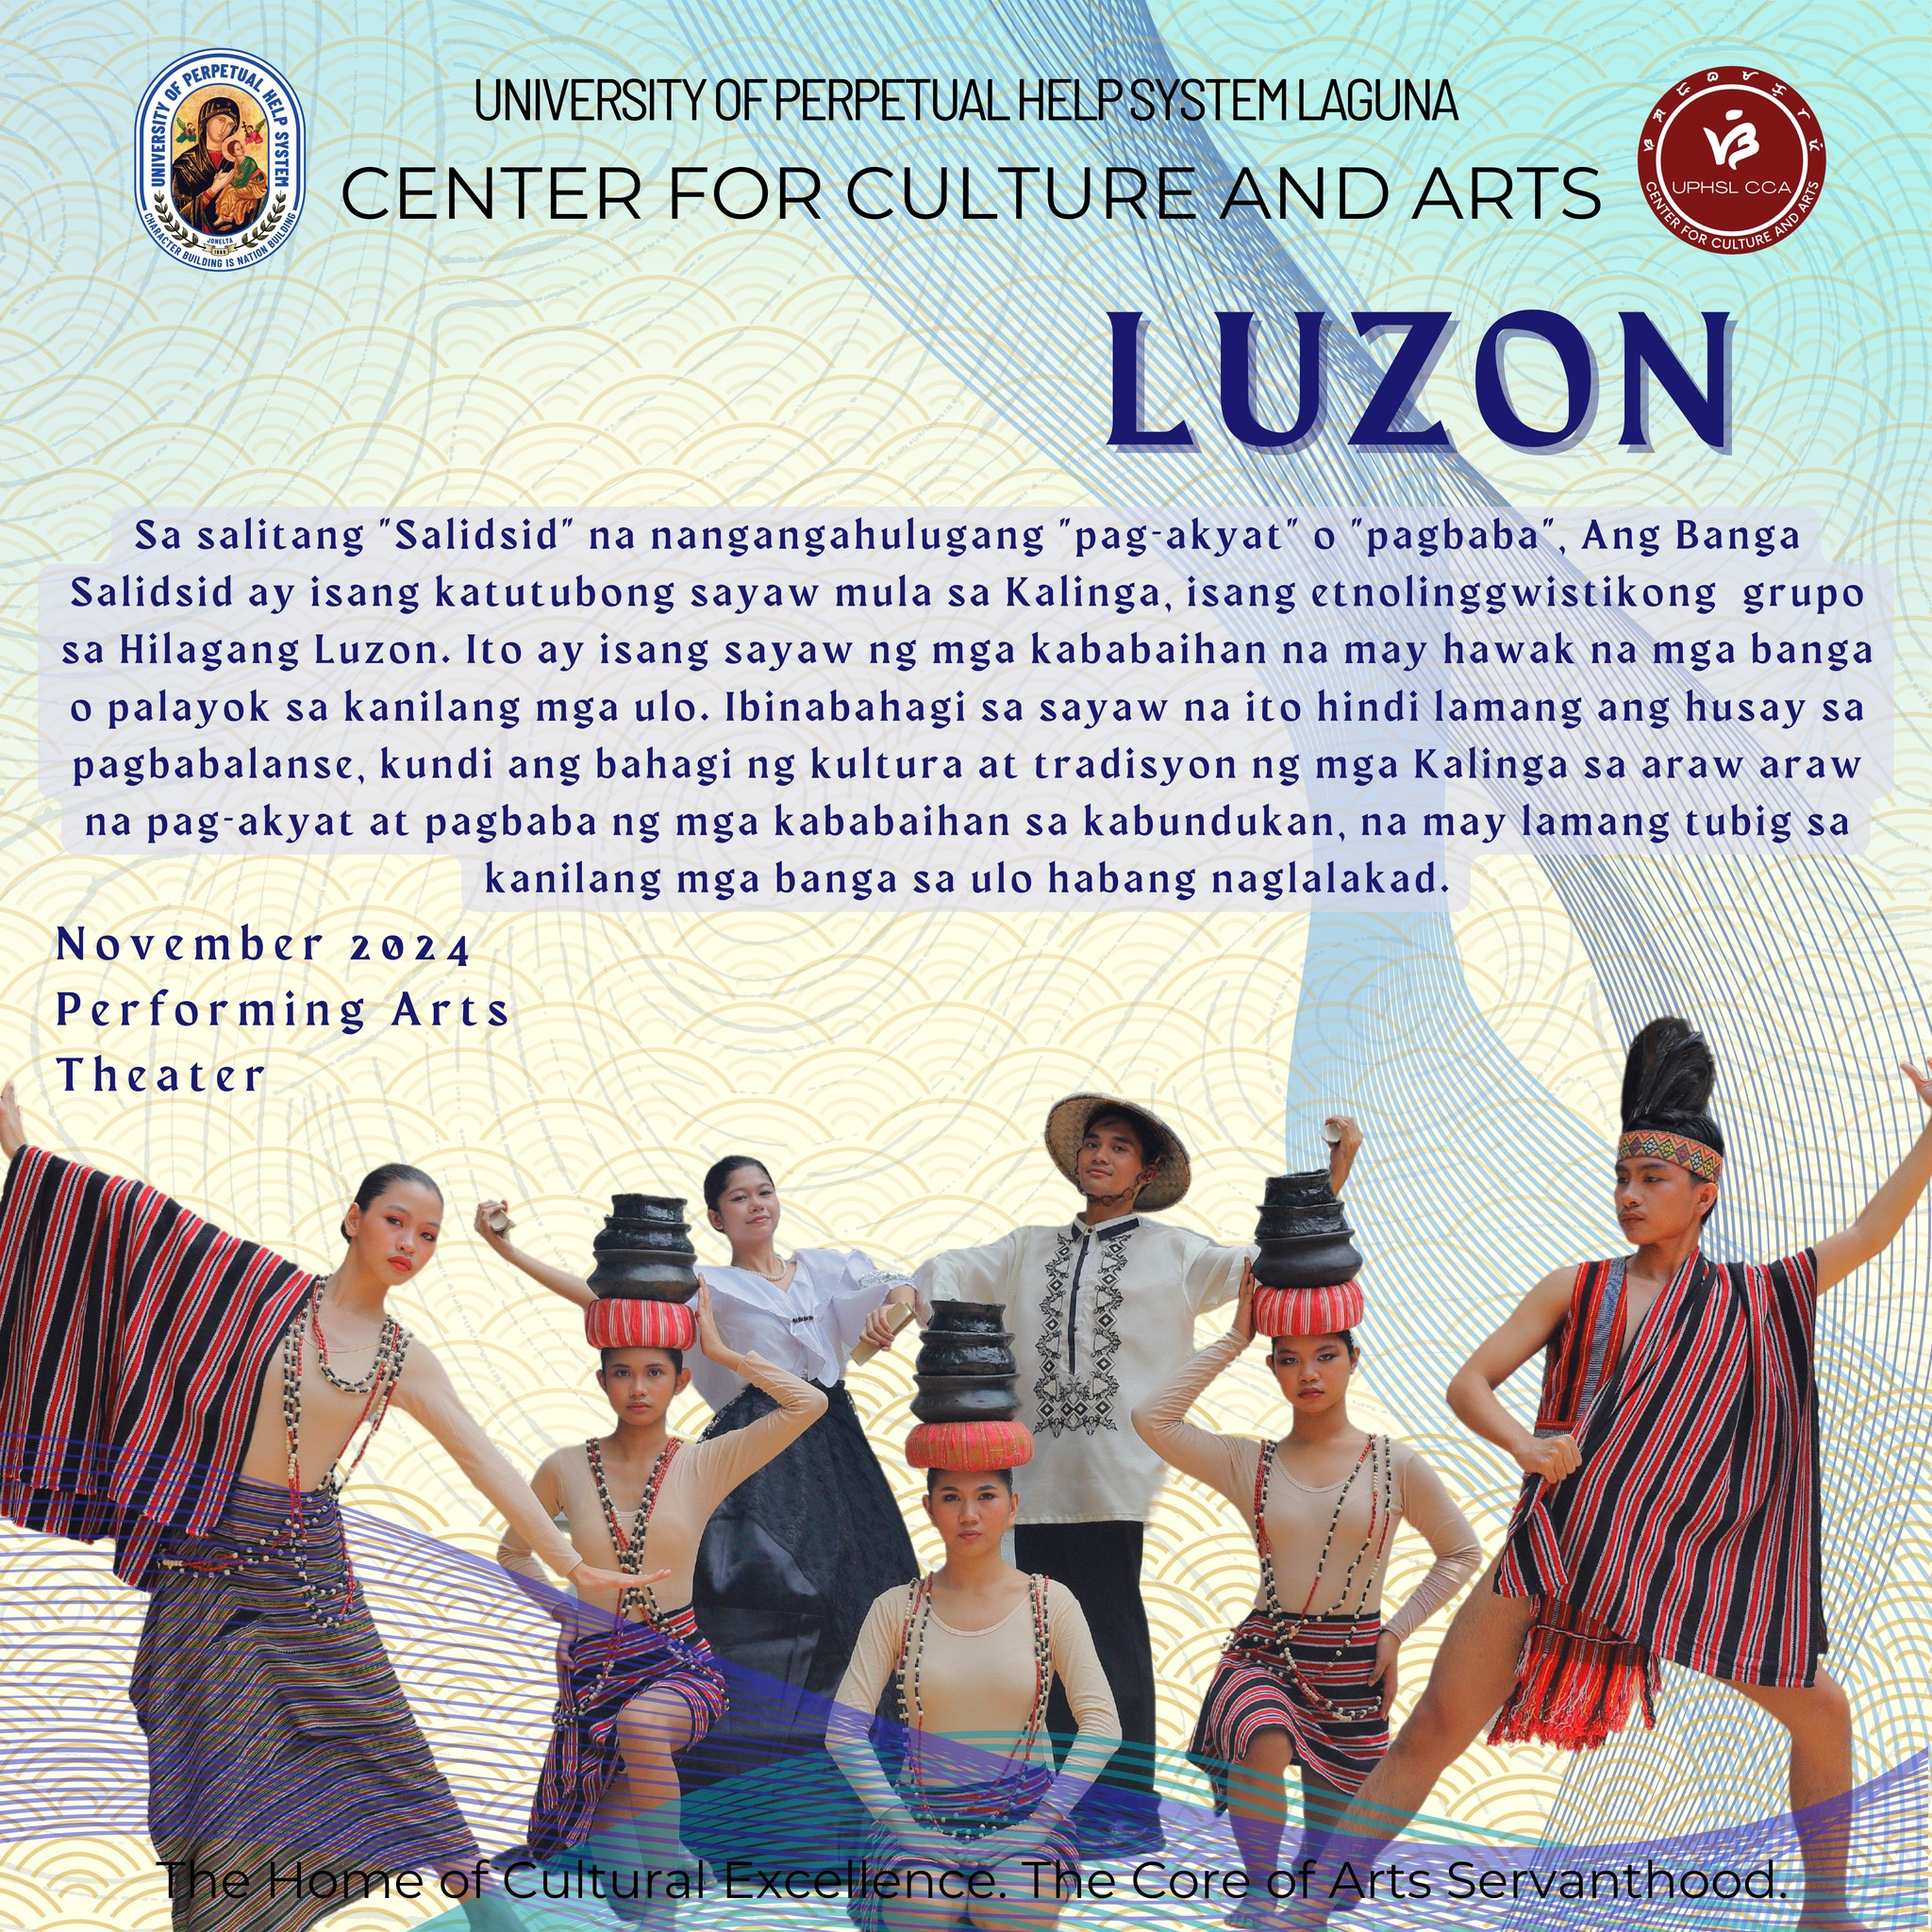 UNIVERSITY OF PERPETUAL HELP SYSTEM
CHARACTER BUILDING IS NATION BUILDING
JONELTA
UNIVERSITY OF PERPETUAL HELP SYSTEM LAGUNA
CENTER FOR CULTURE AND ARTS
UPHSL CCA
CENTER FOR CULTURE AND ARTS
LUZON
Sa salitang "Salidsid" na nangangahulugang "pag-akyat" o "pagbaba", Ang Banga
Salidsid ay isang katutubong sayaw mula sa Kalinga, isang etnolinggwistikong grupo
sa Hilagang Luzon. Ito ay isang sayaw ng mga kababaihan na may hawak na mga banga
o palayok sa kanilang mga ulo. Ibinabahagi sa sayaw na ito hindi lamang ang husay sa
pagbabalanse, kundi ang bahagi ng kultura at tradisyon ng mga Kalinga sa araw araw
na pag-akyat at pagbaba ng mga kababaihan sa kabundukan, na may lamang tubig sa
kanilang mga banga sa ulo habang naglalakad.
November 2024
Performing Arts
Theater
The Home of Cultural Excellence. The Core of Arts Servanthood.